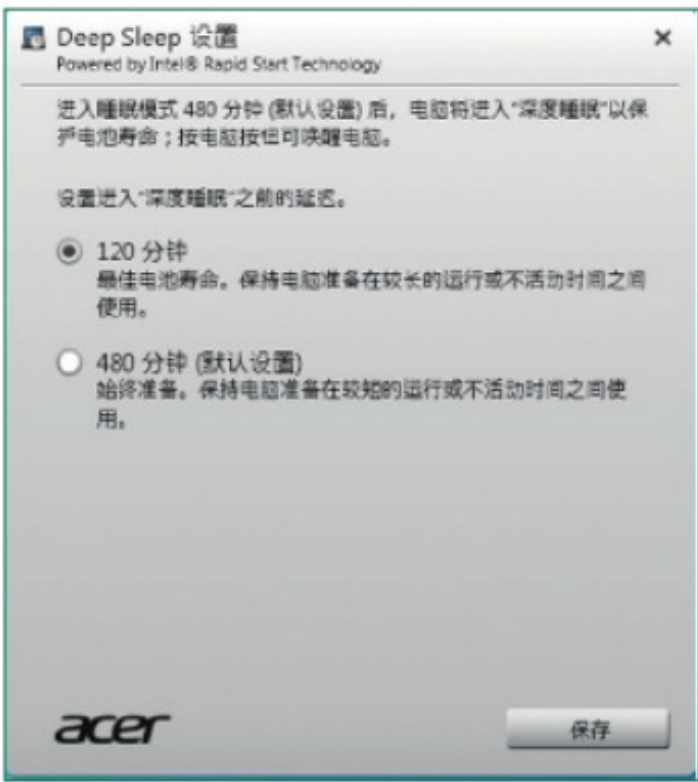 Deep Sleep 设置
Powered by Intel® Rapid Start Technology
进入睡眠模式 480 分钟 (默认设置) 后，电脑将进入“深度睡眠”以保
护电池寿命；按电脑按钮可唤醒电脑。
设置进入“深度睡眠”之前的延迟。
120 分钟
最佳电池寿命。保持电脑准备在较长的运行或不活动时间之间
使用。
480 分钟 (默认设置)
始终准备。保持电脑准备在较短的运行或不活动时间之间使
用。
acer
保存